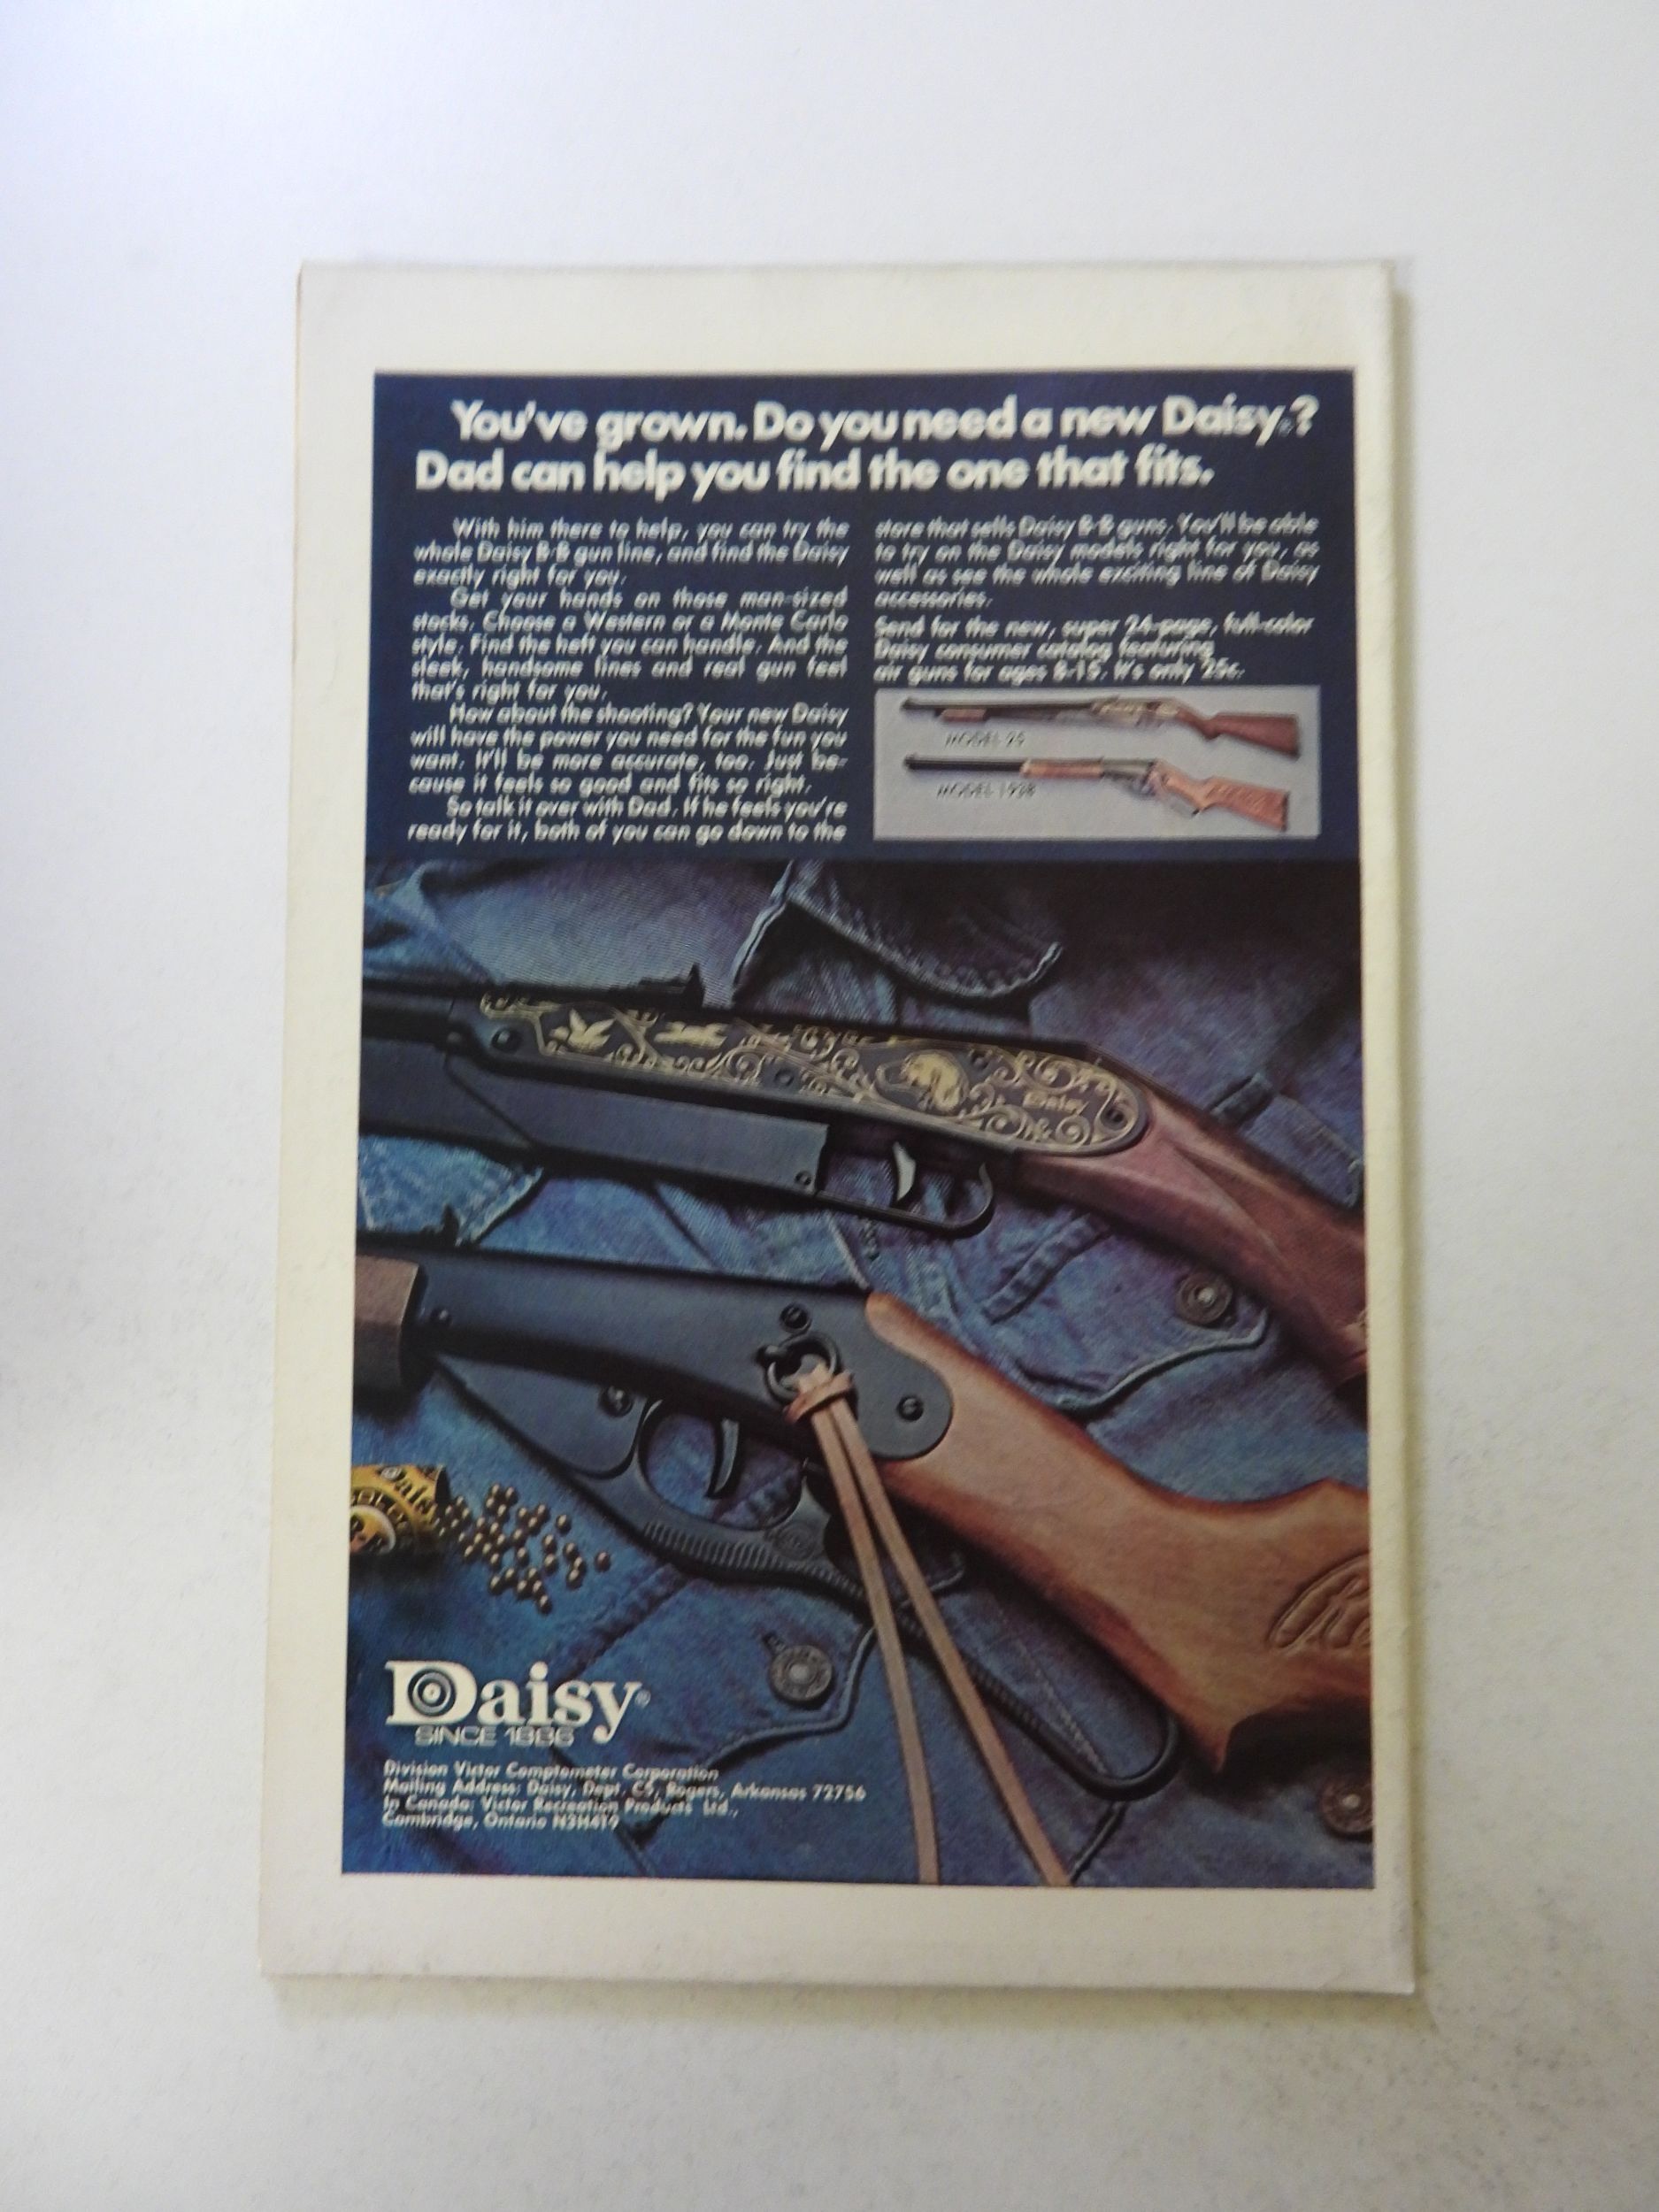 You've grown. Do you need a new Daisy®?
Dad can help you find the one that fits.
With him there to help, you can try the
whole Daisy B·B gun line, and find the Daisy
exactly right for you.
Get your hands on those man-sized
stocks. Choose a Western or a Monte Carlo
style. Find the heft you can handle. And the
sleek, handsome lines and real gun feel
that's right for you.
How about the shooting? Your new Daisy
will have the power you need for the fun you
want. It'll be more accurate, too. Just be-
cause it feels so good and fits so right.
So talk it over with Dad. If he feels you're
ready for it, both of you can go down to the
store that sells Daisy B·B guns. You'll be able
to try on the Daisy models right for you, as
well as see the whole exciting line of Daisy
accessories.
Send for the new, super 24-page, full-color
Daisy consumer catalog featuring
air guns for ages 8-15. It's only 25¢.
MODEL 25
MODEL 1938
Daisy
Daisy®
SINCE 1886
Division Victor Comptometer Corporation
Mailing Address: Daisy, Dept. C9, Rogers, Arkansas 72756
In Canada: Victor Recreation Products Ltd.,
Cambridge, Ontario N3H4T9